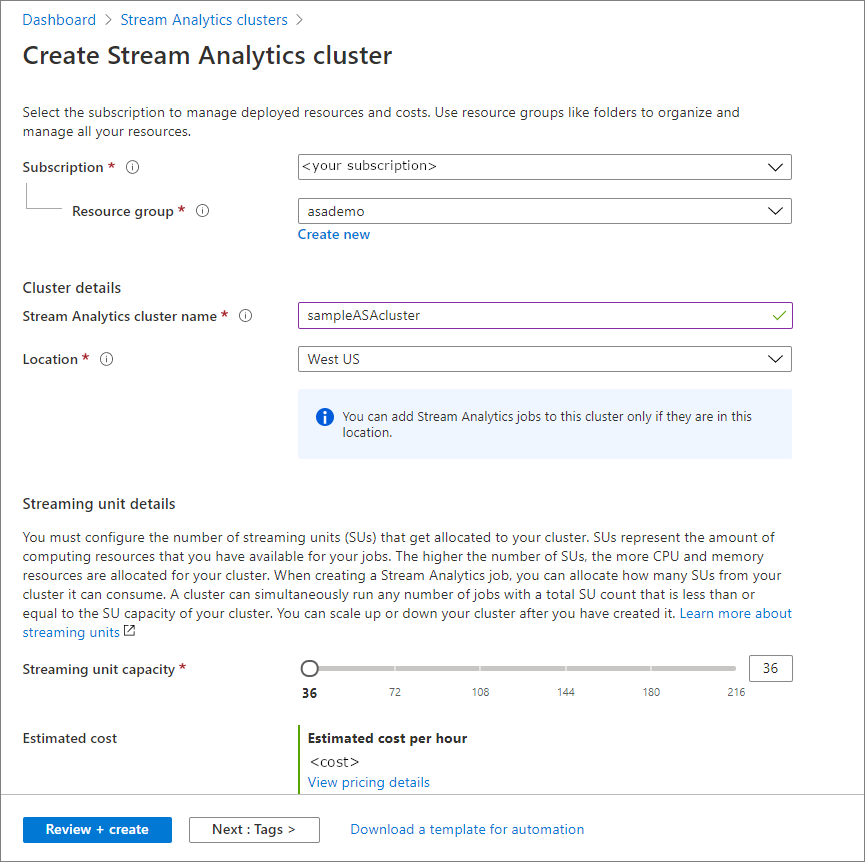 Dashboard > Stream Analytics clusters >
Create Stream Analytics cluster
Select the subscription to manage deployed resources and costs. Use resource groups like folders to organize and
manage all your resources.
Subscription *
<your subscription>
Resource group *
asademo
Create new
Cluster details
Stream Analytics cluster name *
sampleASAcluster
Location *
West US
You can add Stream Analytics jobs to this cluster only if they are in this
location.
Streaming unit details
You must configure the number of streaming units (SUs) that get allocated to your cluster. SUs represent the amount of
computing resources that you have available for your jobs. The higher the number of SUs, the more CPU and memory
resources are allocated for your cluster. When creating a Stream Analytics job, you can allocate how many SUs from your
cluster it can consume. A cluster can simultaneously run any number of jobs with a total SU count that is less than or
equal to the SU capacity of your cluster. You can scale up or down your cluster after you have created it. Learn more about
streaming units
Streaming unit capacity *
36
36 72 108 144 180 216
Estimated cost
Estimated cost per hour
<cost>
View pricing details
Review + create
Next : Tags >
Download a template for automation